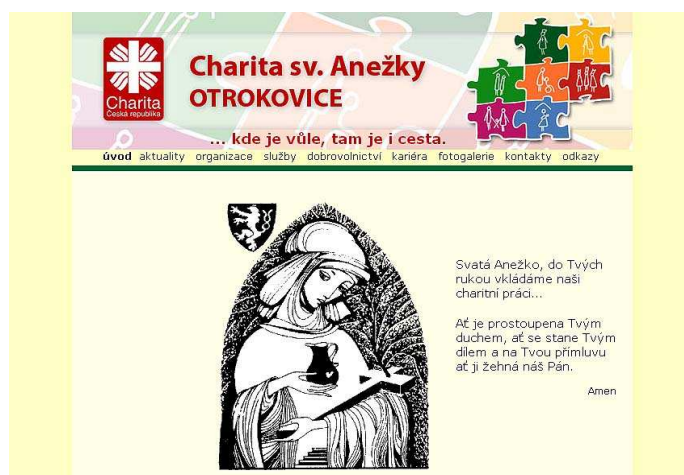 Charita
Česká republika
Charita sv. Anežky
OTROKOVICE
... kde je vůle, tam je i cesta.
úvod aktuality organizace služby dobrovolnictví kariéra fotogalerie kontakty odkazy
Svatá Anežko, do Tvých
rukou vkládáme naši
charitní práci...
Ať je prostoupena Tvým
duchem, ať se stane Tvým
dílem a na Tvou přímluvu
ať ji žehná náš Pán.
Amen